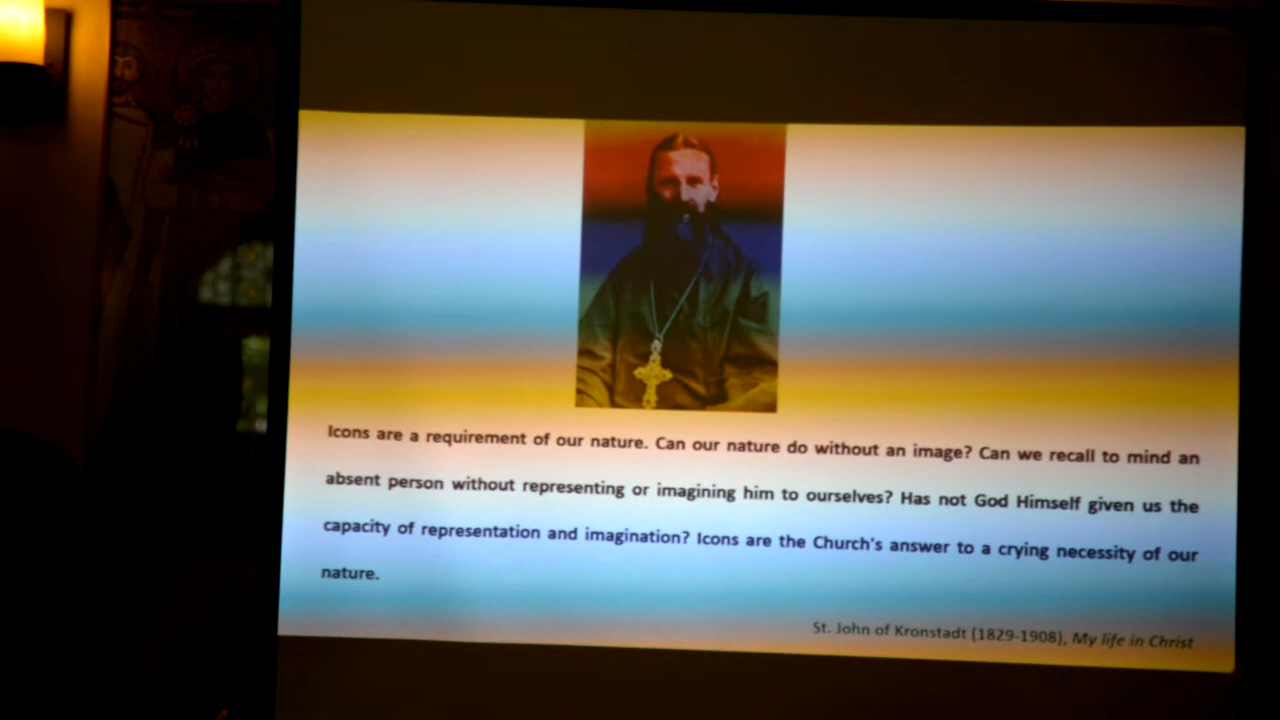 Icons are a requirement of our nature. Can our nature do without an image? Can we recall to mind an
absent person without representing or imagining him to ourselves? Has not God Himself given us the
capacity of representation and imagination? Icons are the Church's answer to a crying necessity of our
nature.
St. John of Kronstadt (1829-1908), My life in Christ